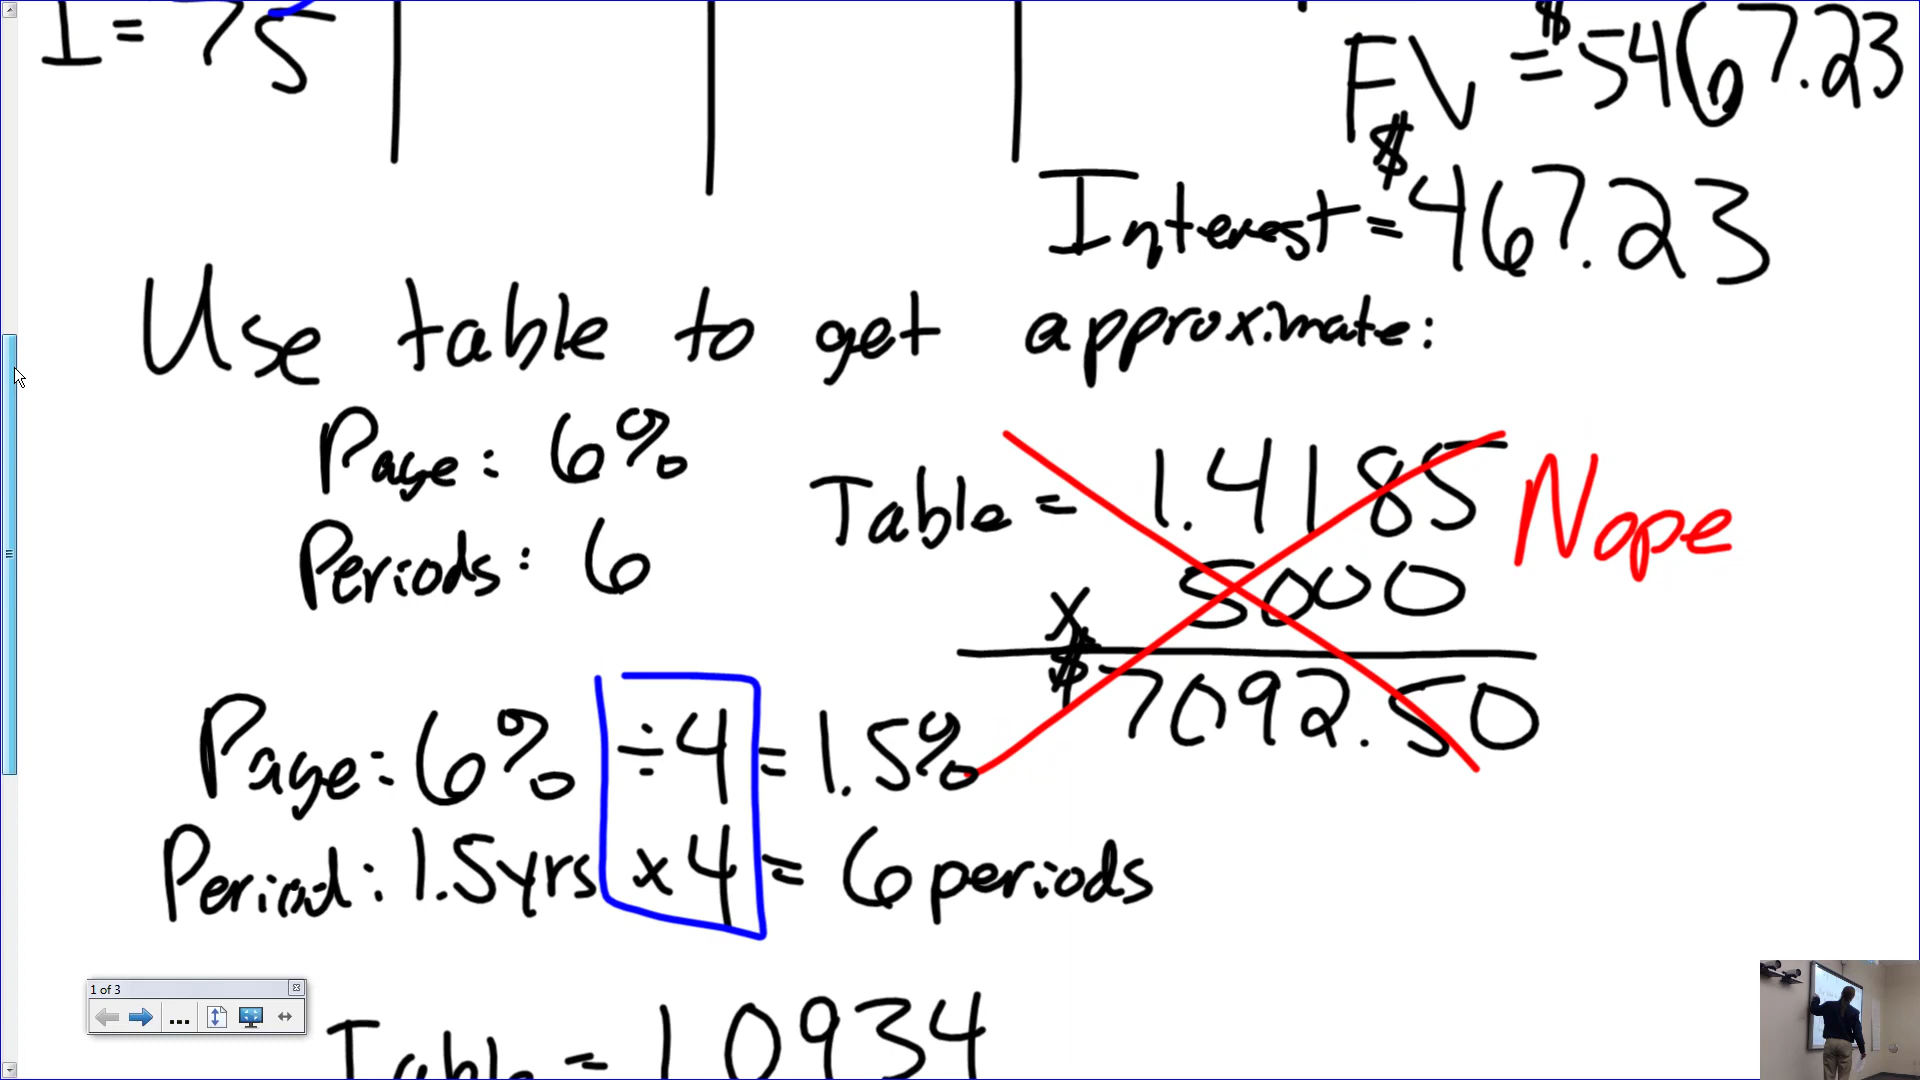 I = 75
FV = $5467.23
Interest = $467.23
Use table to get approximate:
Page: 6%
Periods: 6
Table = 1.4185
x 5000
$7092.50
Nope
Page: 6% ÷4 = 1.5%
Period: 1.5yrs x4 = 6 periods
Table = 1.0934
1 of 3
...